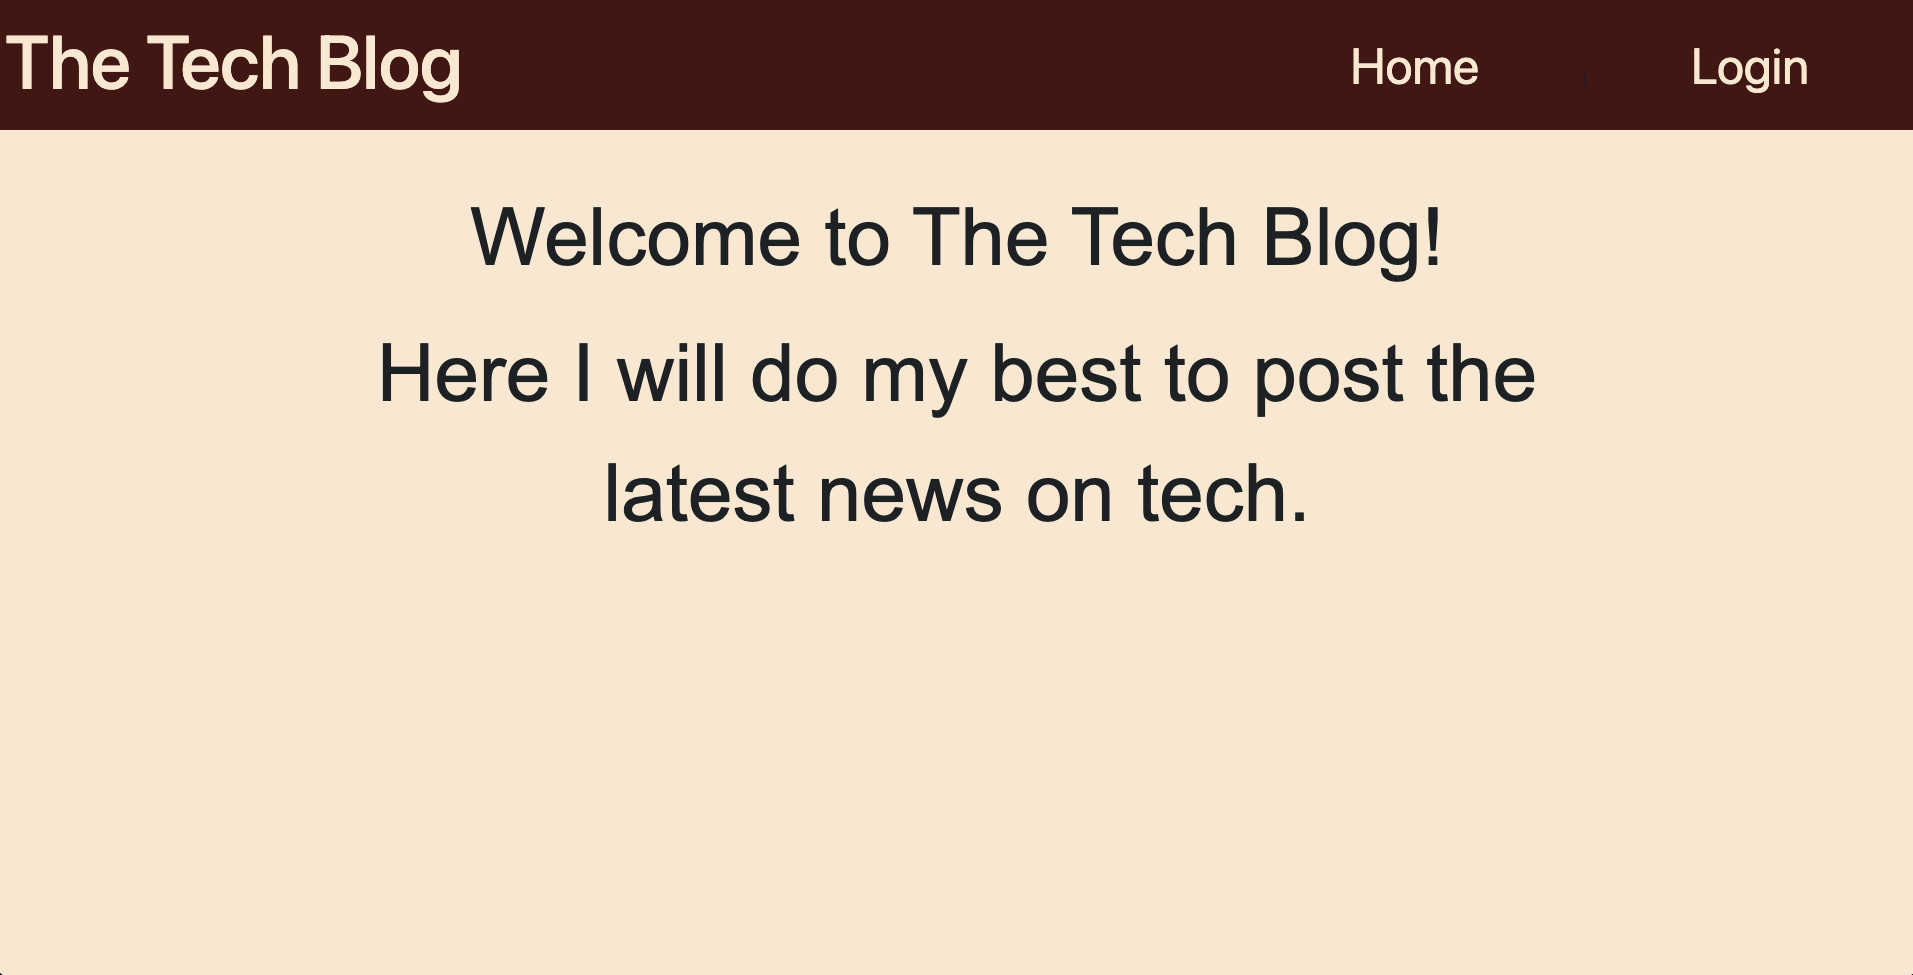 The Tech Blog
Home
Login
Welcome to The Tech Blog!
Here I will do my best to post the
latest news on tech.